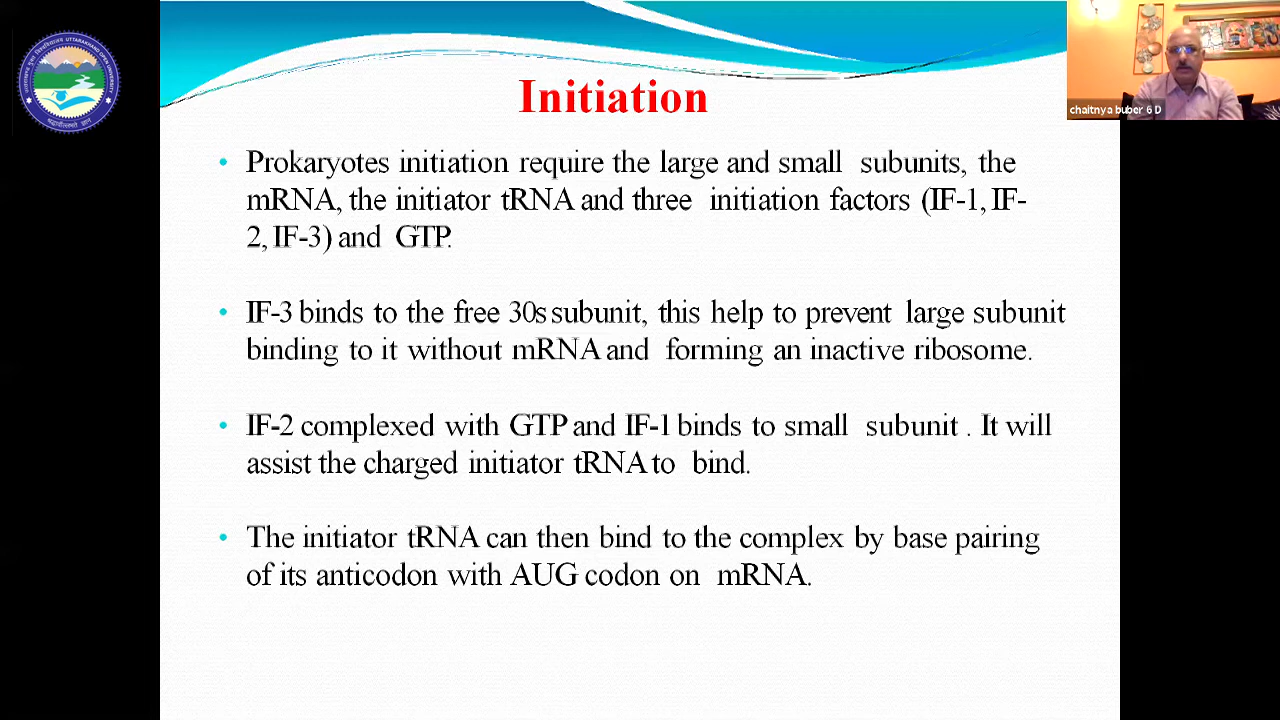 Initiation
chaitnya buber 6 D
• Prokaryotes initiation require the large and small subunits, the
mRNA, the initiator tRNA and three initiation factors (IF-1, IF-
2, IF-3) and GTP.
• IF-3 binds to the free 30s subunit, this help to prevent large subunit
binding to it without mRNA and forming an inactive ribosome.
• IF-2 complexed with GTP and IF-1 binds to small subunit . It will
assist the charged initiator tRNA to bind.
• The initiator tRNA can then bind to the complex by base pairing
of its anticodon with AUG codon on mRNA.